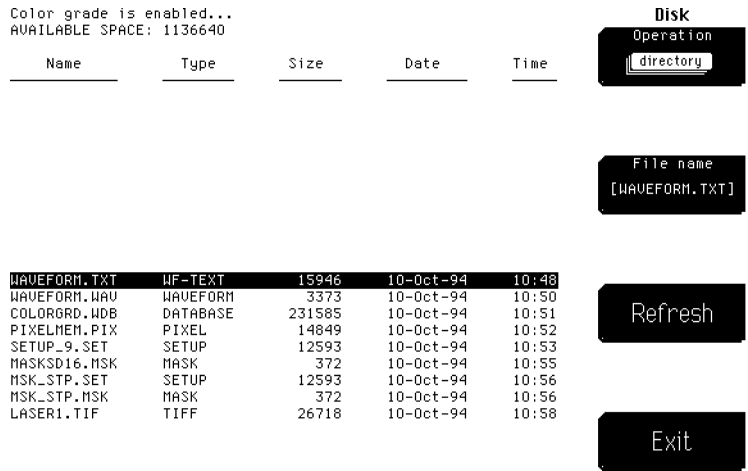 Color grade is enabled...
AVAILABLE SPACE: 1136640
Name Type Size Date Time
WAVEFORM.TXT WF-TEXT 15946 10-Oct-94 10:48
WAVEFORM.WAV WAVEFORM 3373 10-Oct-94 10:50
COLORGRD.WDB DATABASE 231585 10-Oct-94 10:51
PIXELMEM.PIX PIXEL 14849 10-Oct-94 10:52
SETUP_9.SET SETUP 12593 10-Oct-94 10:53
MASKSD16.MSK MASK 372 10-Oct-94 10:55
MSK_STP.SET SETUP 12593 10-Oct-94 10:56
MSK_STP.MSK MASK 372 10-Oct-94 10:56
LASER1.TIF TIFF 26718 10-Oct-94 10:58
Disk
Operation
directory
File name
[WAVEFORM.TXT]
Refresh
Exit